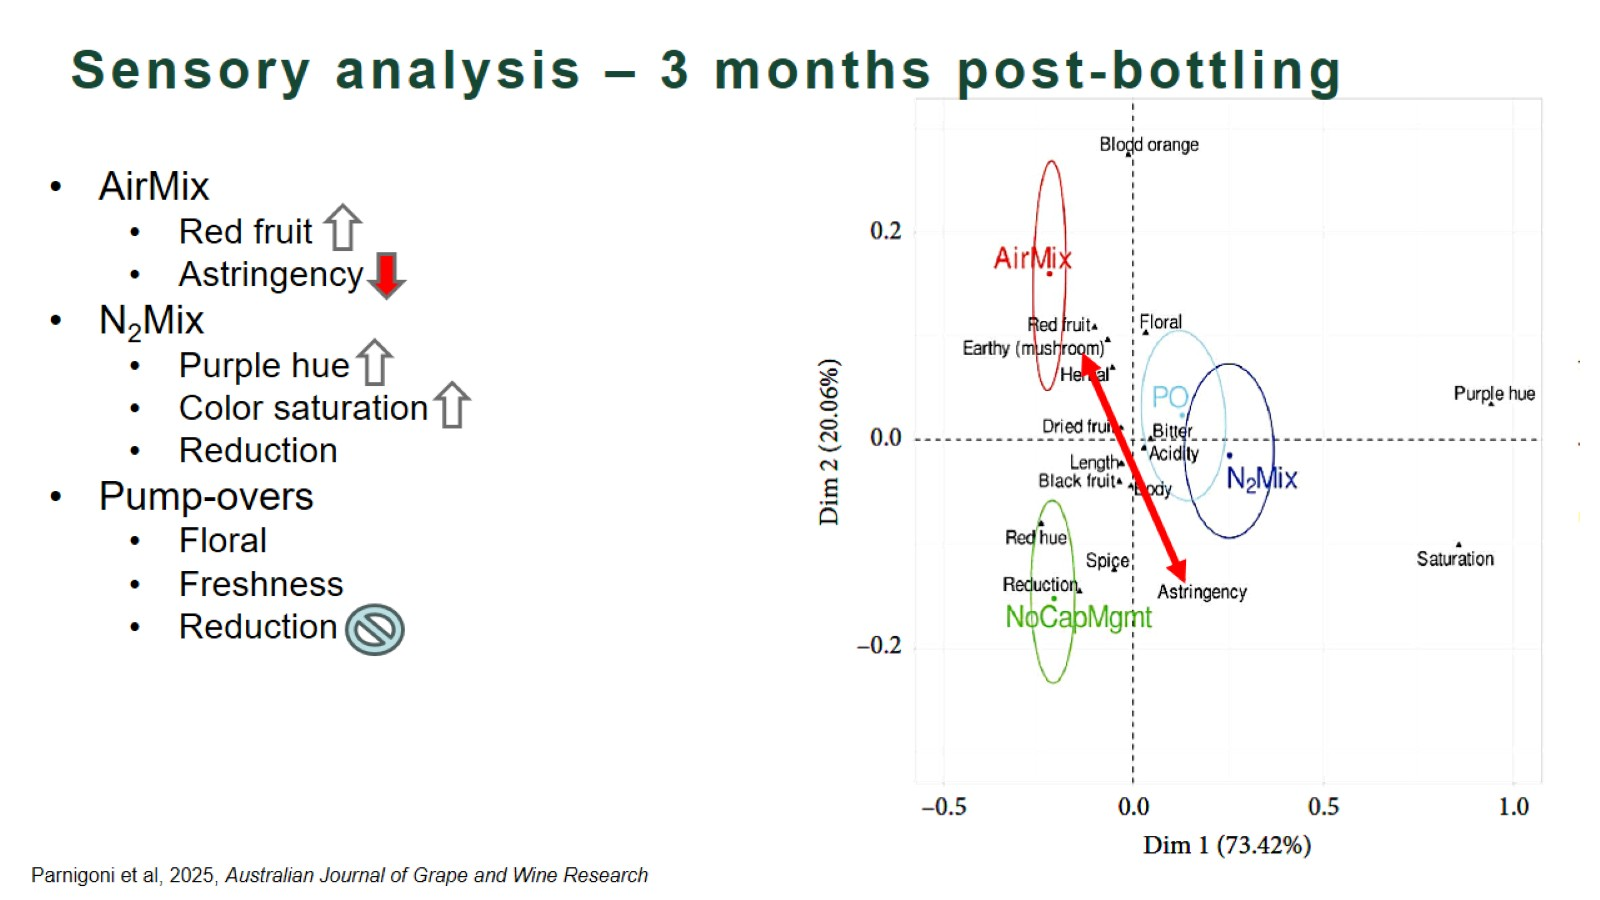 Sensory analysis – 3 months post-bottling
• AirMix
• Red fruit
• Astringency
• N₂Mix
• Purple hue
• Color saturation
• Reduction
• Pump-overs
• Floral
• Freshness
• Reduction
Blood orange
0.2
AirMix
Red fruit
Floral
Earthy (mushroom)
Herbal
PO
Purple hue
Dried fruit
Bitter
0.0
Acidity
Length
N₂Mix
Black fruit
Body
Red hue
Spice
Saturation
Reduction
Astringency
NoCapMgmt
−0.2
−0.5
0.0
0.5
1.0
Dim 2 (20.06%)
Dim 1 (73.42%)
Parnigoni et al, 2025, Australian Journal of Grape and Wine Research